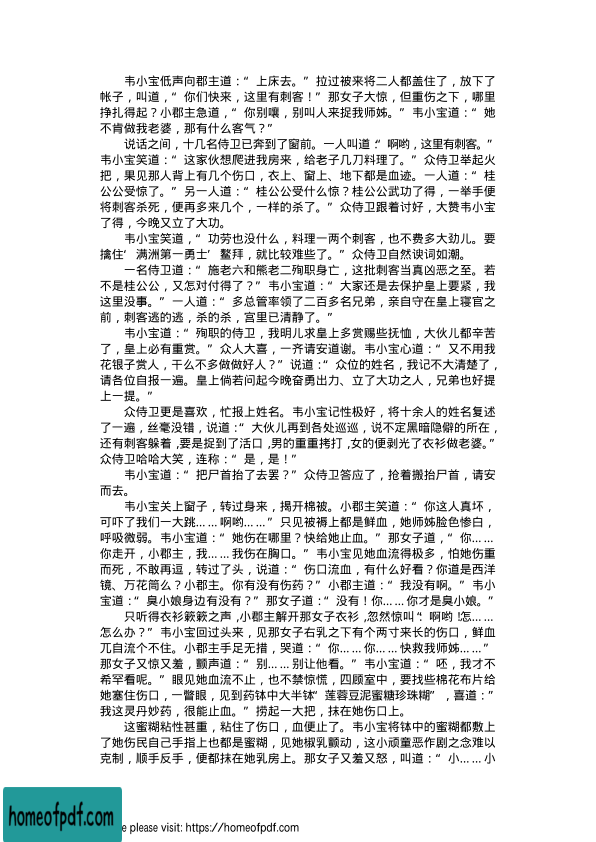 韦小宝低声向郡主道：“上床去。”拉过被来将二人都盖住了，放下了
帐子，叫道，“你们快来，这里有刺客！”那女子大惊，但重伤之下，哪里
挣扎得起？小郡主急道，“你别嚷，别叫人来捉我师姊。”韦小宝道：“她
不肯做我老婆，那有什么客气？”
说话之间，十几名侍卫已奔到了窗前。一人叫道：“啊哟，这里有刺客。”
韦小宝笑道：“这家伙想爬进我房来，给老子几刀料理了。”众侍卫举起火
把，果见那人背上有几个伤口，衣上、窗上、地下都是血迹。一人道：“桂
公公受惊了。”另一人道：“桂公公受什么惊？桂公公武功了得，一举手便
将刺客杀死，便再多来几个，一样的杀了。”众侍卫跟着讨好，大赞韦小宝
了得，今晚又立了大功。
韦小宝笑道，“功劳也没什么，料理一两个刺客，也不费多大劲儿。要
擒住‘满洲第一勇士’鳌拜，就比较难些了。”众侍卫自然谀词如潮。
一名侍卫道：“施老六和熊老二殉职身亡，这批刺客当真凶恶之至。若
不是桂公公，又怎对付得了？”韦小宝道：“大家还是去保护皇上要紧，我
这里没事。”一人道：“多总管率领了二百多名兄弟，亲自守在皇上寝官之
前，刺客逃的逃，杀的杀，宫里已清静了。”
韦小宝道：“殉职的侍卫，我明儿求皇上多赏赐些抚恤，大伙儿都辛苦
了，皇上必有重赏。”众人大喜，一齐请安道谢。韦小宝心道：“又不用我
花银子赏人，干么不多做做好人？”说道：“众位的姓名，我记不大清楚了，
请各位自报一遍。皇上倘若问起今晚奋勇出力、立了大功之人，兄弟也好提
上一提。”
众侍卫更是喜欢，忙报上姓名。韦小宝记性极好，将十余人的姓名复述
了一遍，丝毫没错，说道：“大伙儿再到各处巡巡，说不定黑暗隐僻的所在，
还有刺客躲着，要是捉到了活口，男的重重拷打，女的便剥光了衣衫做老婆。”
众侍卫哈哈大笑，连称：“是，是！”
韦小宝道：“把尸首抬了去罢？”众侍卫答应了，抢着搬抬尸首，请安
而去。
韦小宝关上窗子，转过身来，揭开棉被。小郡主笑道：“你这人真坏，
可吓了我们一大跳……啊哟……”只见被褥上都是鲜血，她师姊脸色惨白，
呼吸微弱。韦小宝道：“她伤在哪里？快给她止血。”那女子道，“你……
你走开，小郡主，我……我伤在胸口。”韦小宝见她血流得极多，怕她伤重
而死，不敢再逗，转过了头，说道：“伤口流血，有什么好看？你道是西洋
镜、万花筒么？小郡主。你有没有伤药？”小郡主道：“我没有啊。”韦小
宝道：“臭小娘身边有没有？”那女子道：“没有！你……你才是臭小娘。”
只听得衣衫簌簌之声，小郡主解开那女子衣衫，忽然惊叫：“啊哟！怎……
怎么办？”韦小宝回过头来，见那女子右乳之下有个两寸来长的伤口，鲜血
兀自流个不住。小郡主手足无措，哭道：“你……你……快救我师姊……”
那女子又惊又羞，颤声道：“别……别让他看。”韦小宝道：“呸，我才不
希罕看呢。”眼见她血流不止，也不禁惊慌，四顾室中，要找些棉花布片给
她塞住伤口，一瞥眼，见到药钵中大半钵“莲蓉豆泥蜜糖珍珠糊”，喜道：”
我这灵丹妙药，很能止血。”捞起一大把，抹在她伤口上。
这蜜糊粘性甚重，粘住了伤口，血便止了。韦小宝将钵中的蜜糊都敷上
了她伤民自己手指上也都是蜜糊，见她椒乳颤动，这小顽童恶作剧之念难以
克制，顺手反手，便都抹在她乳房上。那女子又羞又怒，叫道：“小……小
homeofpdf.com
e please visit: https://homeofpdf.com